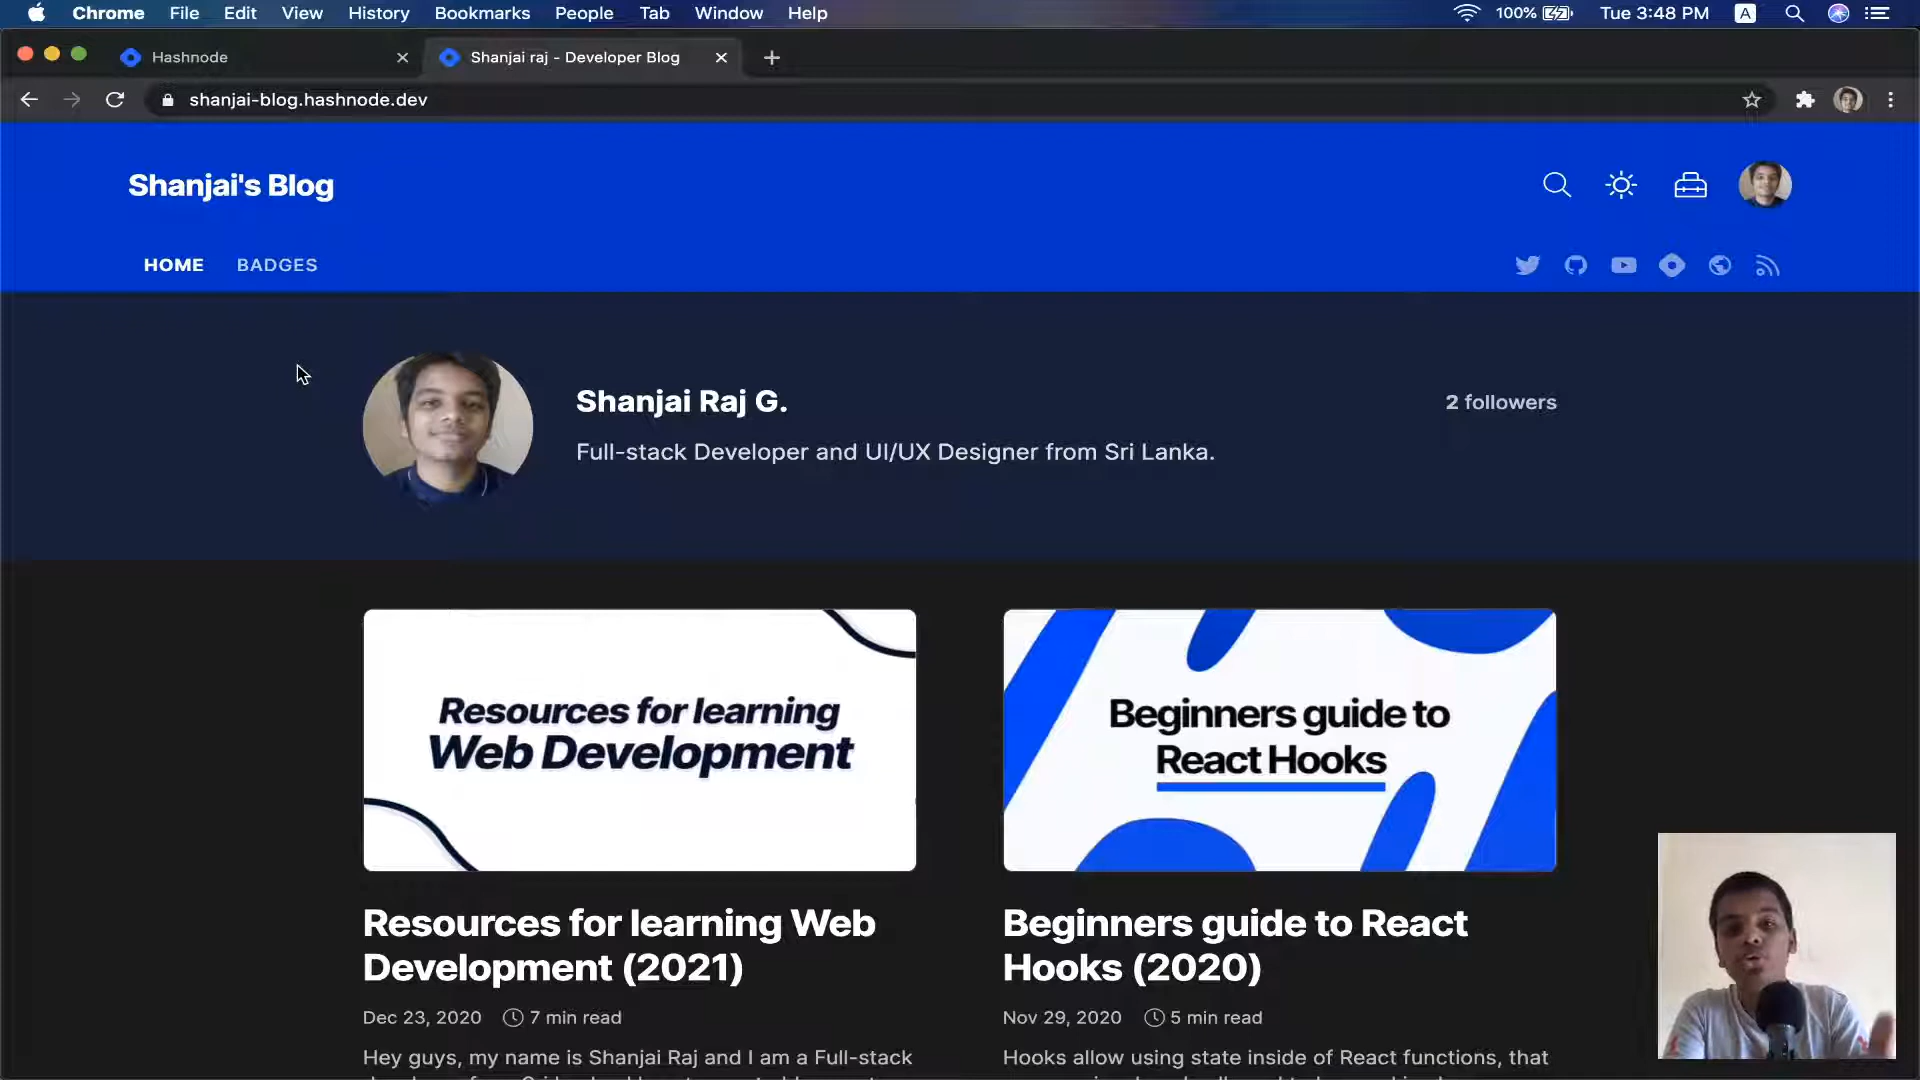 Chrome File Edit View History Bookmarks People Tab Window Help 100% Tue 3:48 PM A
Hashnode Shanjai raj - Developer Blog
shanjai-blog.hashnode.dev
Shanjai's Blog
HOME BADGES
Shanjai Raj G. 2 followers
Full-stack Developer and UI/UX Designer from Sri Lanka.
Resources for learning
Web Development
Beginners guide to
React Hooks
Resources for learning Web
Development (2021)
Dec 23, 2020 7 min read
Hey guys, my name is Shanjai Raj and I am a Full-stack
Beginners guide to React
Hooks (2020)
Nov 29, 2020 5 min read
Hooks allow using state inside of React functions, that